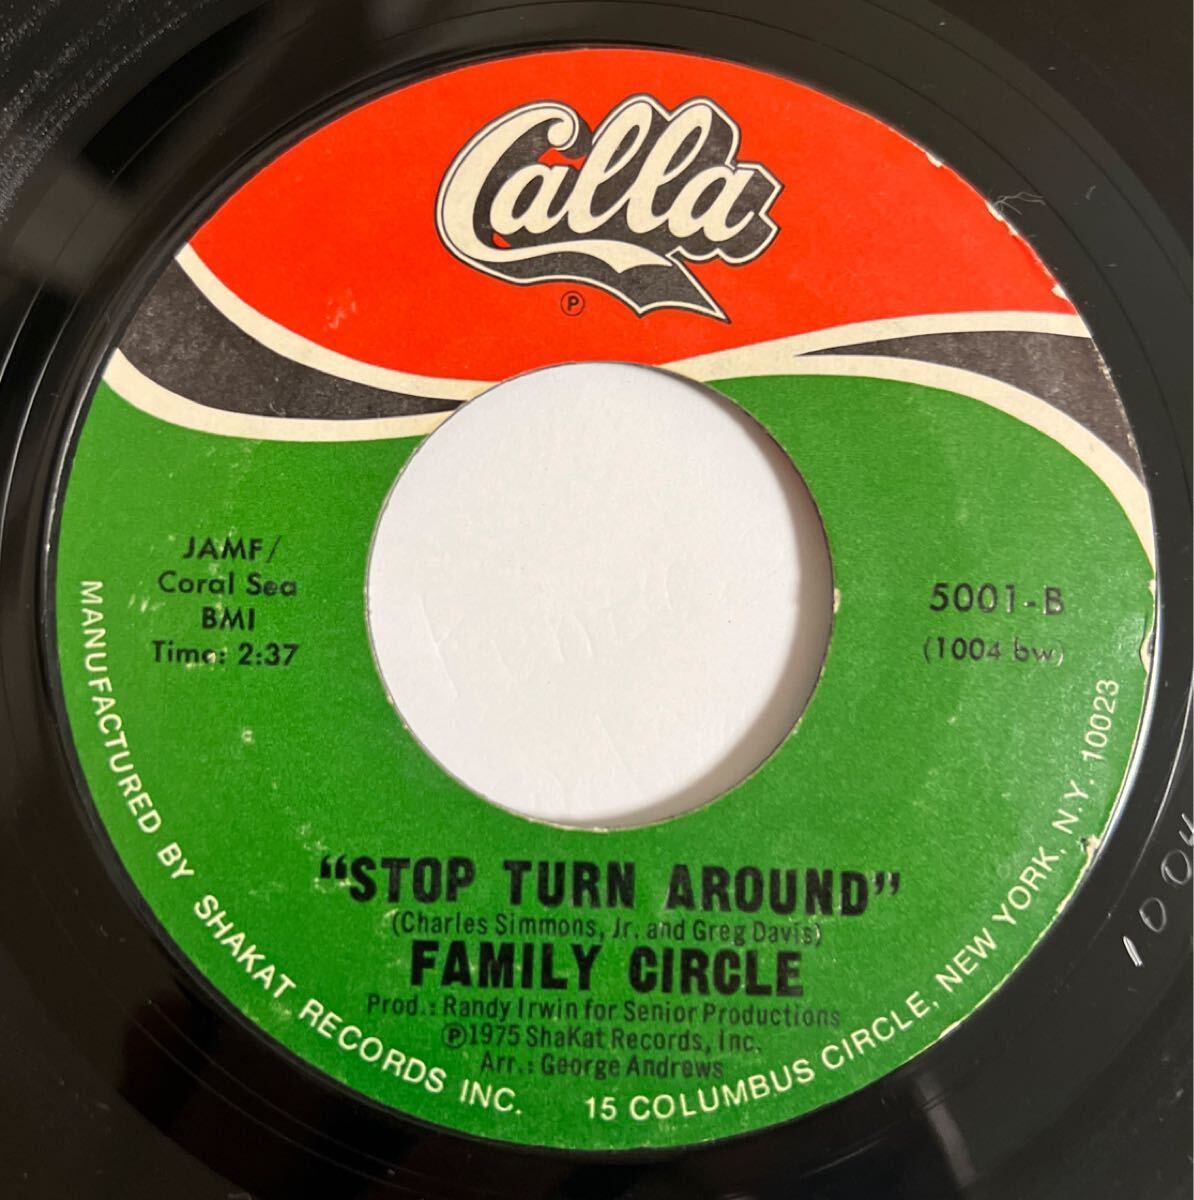 Calla
℗
JAMF/
Coral Sea
BMI
Time: 2:37
5001-B
(1004 bw)
"STOP TURN AROUND"
(Charles Simmons, Jr. and Greg Davis)
FAMILY CIRCLE
Prod.: Randy Irwin for Senior Productions
℗1975 ShaKat Records, Inc.
Arr.: George Andrews
MANUFACTURED BY SHAKAT RECORDS INC. 15 COLUMBUS CIRCLE, NEW YORK, N.Y. 10023
1004